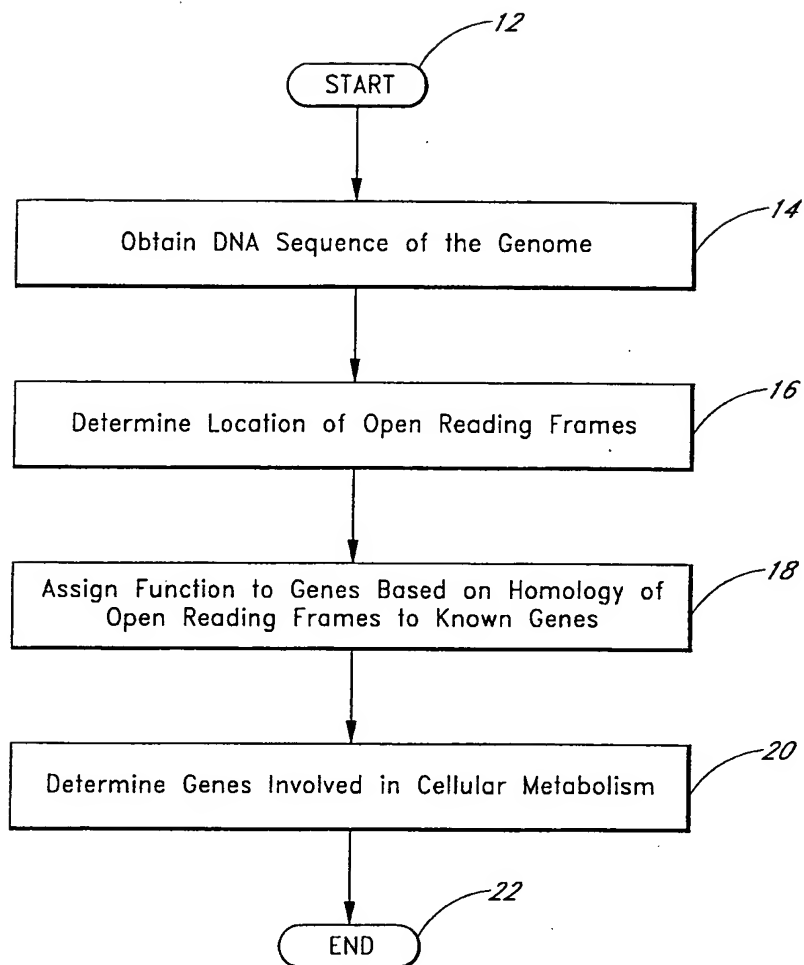 12
START
14
Obtain DNA Sequence of the Genome
16
Determine Location of Open Reading Frames
18
Assign Function to Genes Based on Homology of
Open Reading Frames to Known Genes
20
Determine Genes Involved in Cellular Metabolism
22
END